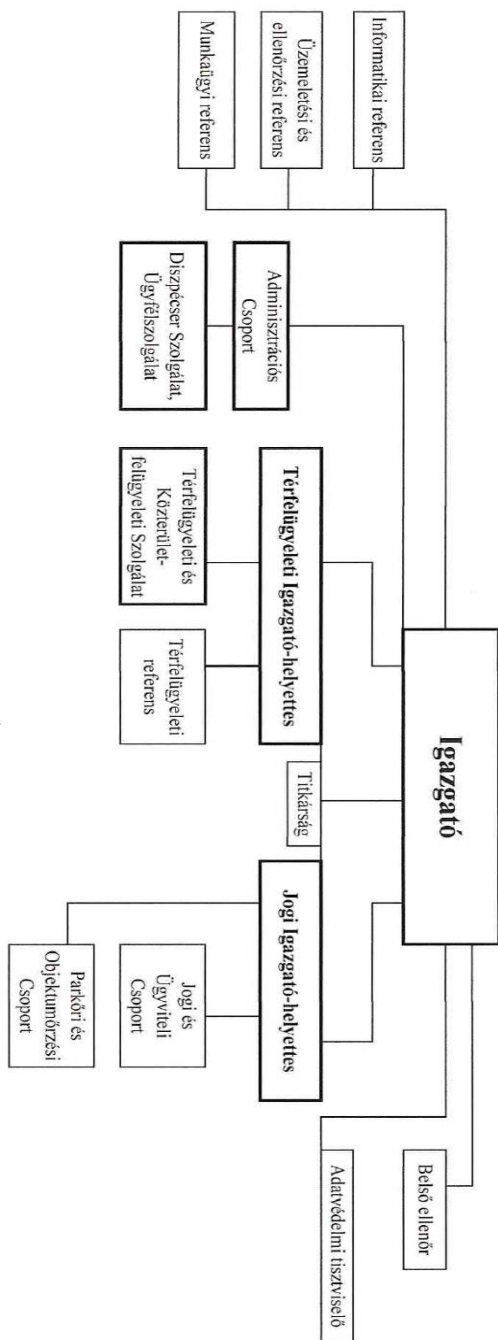 Igazgató
Belső ellenőr
Adatvédelmi tisztviselő
Informatikai referens
Üzemeletési és
ellenőrzési referens
Munkaügyi referens
Adminisztrációs
Csoport
Diszpécser Szolgálat,
Ügyfélszolgálat
Térfelügyeleti Igazgató-helyettes
Térfelügyeleti és
Közterület-
felügyeleti Szolgálat
Térfelügyeleti
referens
Titkárság
Jogi Igazgató-helyettes
Jogi és
Ügyviteli
Csoport
Parkőri és
Objektumőrzési
Csoport